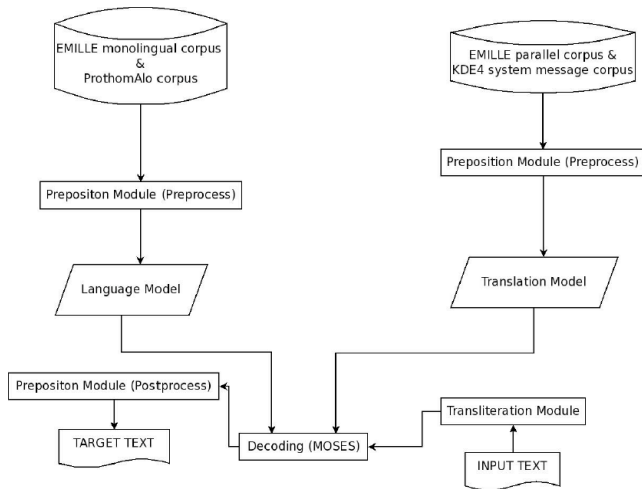 EMILLE monolingual corpus
&
ProthomAlo corpus
EMILLE parallel corpus &
KDE4 system message corpus
Prepositon Module (Preprocess)
Preposition Module (Preprocess)
Language Model
Translation Model
Prepositon Module (Postprocess)
Transliteration Module
Decoding (MOSES)
TARGET TEXT
INPUT TEXT